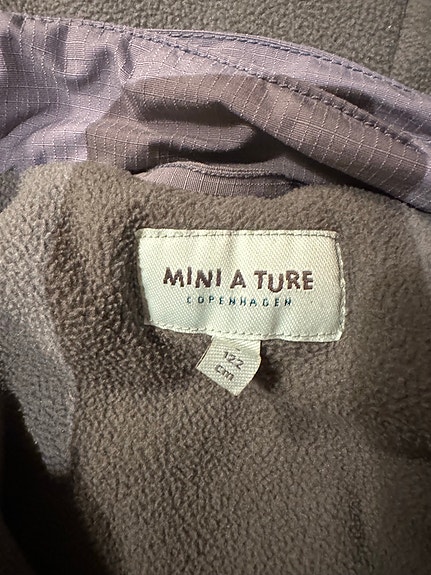 MINI A TURE
COPENHAGEN
122
cm